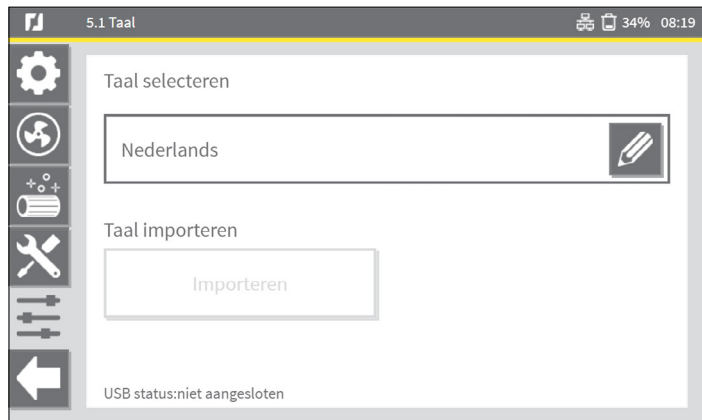 5.1 Taal
34% 08:19
Taal selecteren
Nederlands
Taal importeren
Importeren
USB status:niet aangesloten